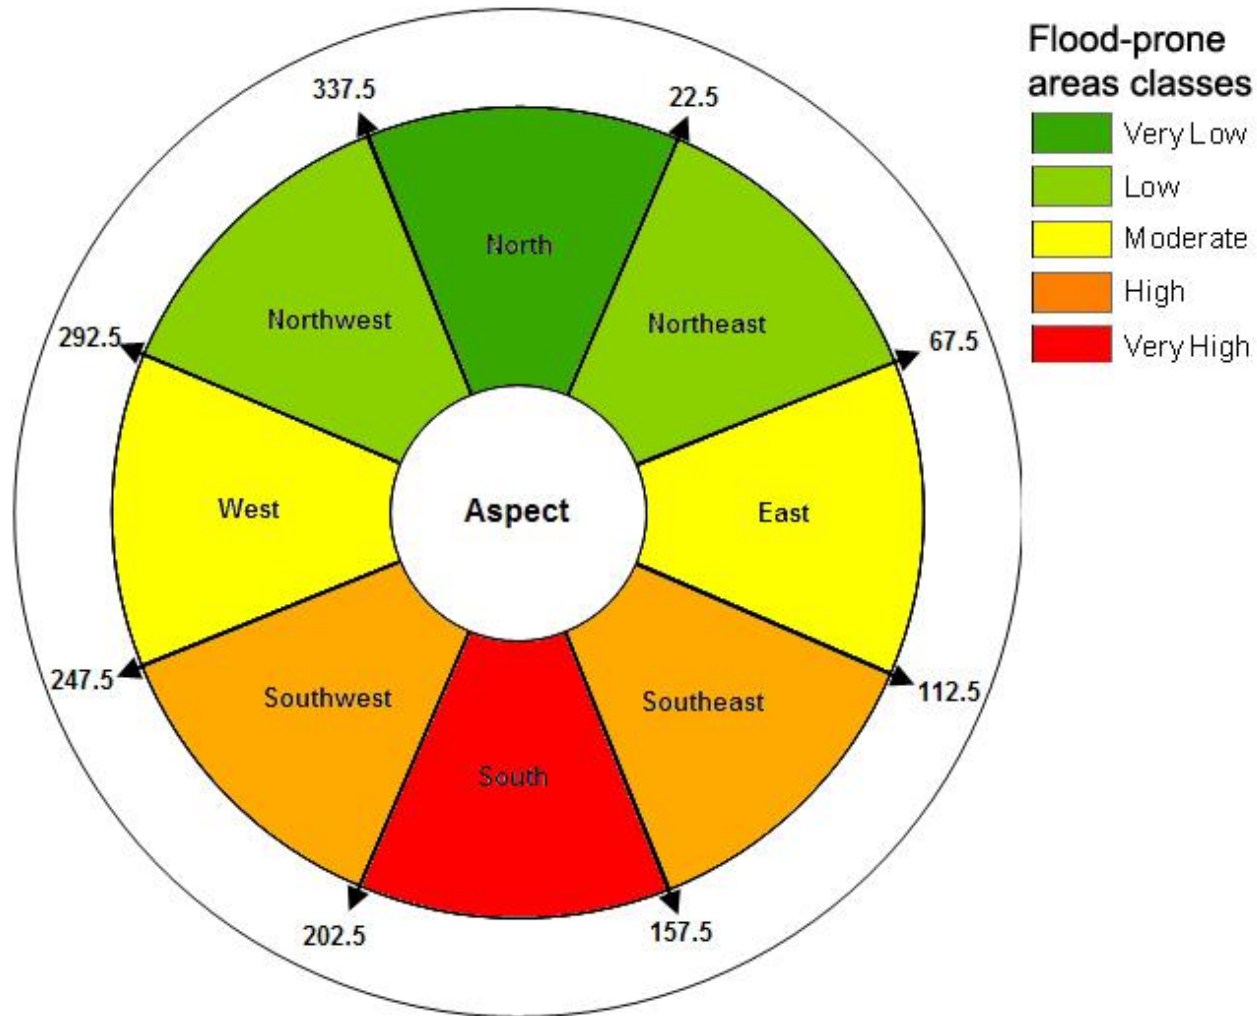 Flood-prone
areas classes
Very Low
Low
Moderate
High
Very High
337.5
22.5
North
Northwest
Northeast
292.5
67.5
West
Aspect
East
247.5
112.5
Southwest
Southeast
South
202.5
157.5